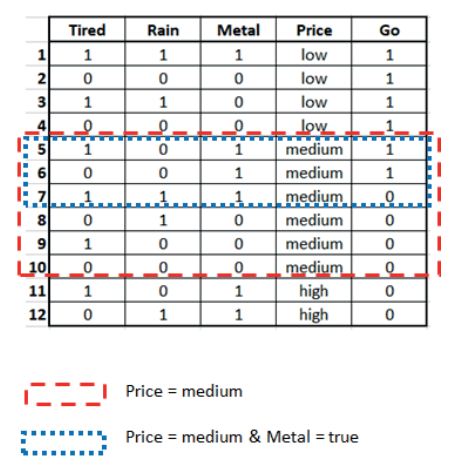 Tired Rain Metal Price Go
1 1 1 1 low 1
2 0 0 0 low 1
3 1 1 0 low 1
4 0 0 0 low 1
5 1 0 1 medium 1
6 0 0 1 medium 1
7 1 1 1 medium 0
8 0 1 0 medium 0
9 1 0 0 medium 0
10 0 0 0 medium 0
11 1 0 1 high 0
12 0 1 1 high 0
Price = medium
Price = medium & Metal = true